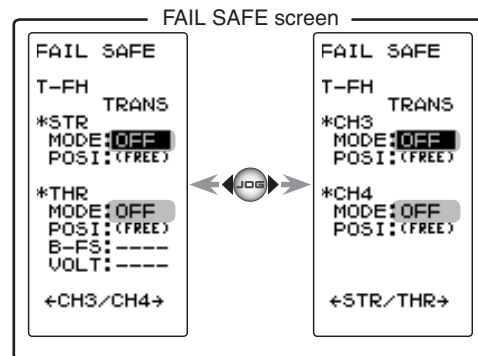 FAIL SAFE screen
FAIL SAFE
T-FH
TRANS
*STR
MODE:OFF
POSI:(FREE)
*THR
MODE:OFF
POSI:(FREE)
B-FS:----
VOLT:----
←CH3/CH4→
JOG
FAIL SAFE
T-FH
TRANS
*CH3
MODE:OFF
POSI:(FREE)
*CH4
MODE:OFF
POSI:(FREE)
←STR/THR→